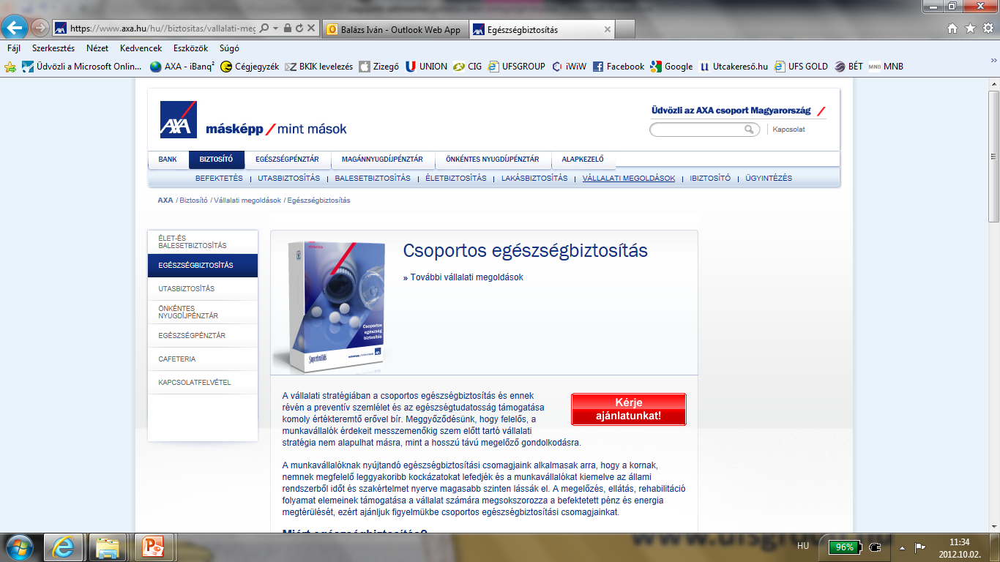 https://www.axa.hu/hu//biztositas/vallalati-meg
Balázs Iván - Outlook Web App
Egészségbiztosítás
Fájl Szerkesztés Nézet Kedvencek Eszközök Súgó
Üdvözli a Microsoft Onlin... AXA - iBanq² Cégjegyzék BKIK levelezés Zizegő UNION CIG UFSGROUP iWiW Facebook Google Utcakereső.hu UFS GOLD BÉT MNB
AXA
másképp / mint mások
Üdvözli az AXA csoport Magyarország
Kapcsolat
BANK BIZTOSÍTÓ EGÉSZSÉGPÉNZTÁR MAGÁNNYUGDÍJPÉNZTÁR ÖNKÉNTES NYUGDÍJPÉNZTÁR ALAPKEZELŐ
BEFEKTETÉS | UTASBIZTOSÍTÁS | BALESETBIZTOSÍTÁS | ÉLETBIZTOSÍTÁS | LAKÁSBIZTOSÍTÁS | VÁLLALATI MEGOLDÁSOK | IBIZTOSÍTÓ | ÜGYINTÉZÉS
AXA / Biztosító / Vállalati megoldások / Egészségbiztosítás
ÉLET-ÉS
BALESETBIZTOSÍTÁS
EGÉSZSÉGBIZTOSÍTÁS
UTASBIZTOSÍTÁS
ÖNKÉNTES
NYUGDÍJPÉNZTÁR
EGÉSZSÉGPÉNZTÁR
CAFETERIA
KAPCSOLATFELVÉTEL
Csoportos egészségbiztosítás
» További vállalati megoldások
Csoportos
egészség
biztosítás
AXA
Kérje
ajánlatunkat!
A vállalati stratégiában a csoportos egészségbiztosítás és ennek
révén a preventív szemlélet és az egészségtudatosság támogatása
komoly értékteremtő erővel bír. Meggyőződésünk, hogy felelős, a
munkavállalók érdekeit messzemenőkig szem előtt tartó vállalati
stratégia nem alapulhat másra, mint a hosszú távú megelőző gondolkodásra.
A munkavállalóknak nyújtandó egészségbiztosítási csomagjaink alkalmasak arra, hogy a kornak,
nemnek megfelelő leggyakoribb kockázatokat lefedjék és a munkavállalókat kiemelve az állami
rendszerből időt és szakértelmet nyerve magasabb szinten lássák el. A megelőzés, ellátás, rehabilitáció
folyamat elemeinek támogatása a vállalat számára megsokszorozza a befektetett pénz és energia
megtérülését, ezért ajánljuk figyelmükbe csoportos egészségbiztosítási csomagjainkat.
Miért egészségbiztosítás?
HU
96%
11:34
2012.10.02.